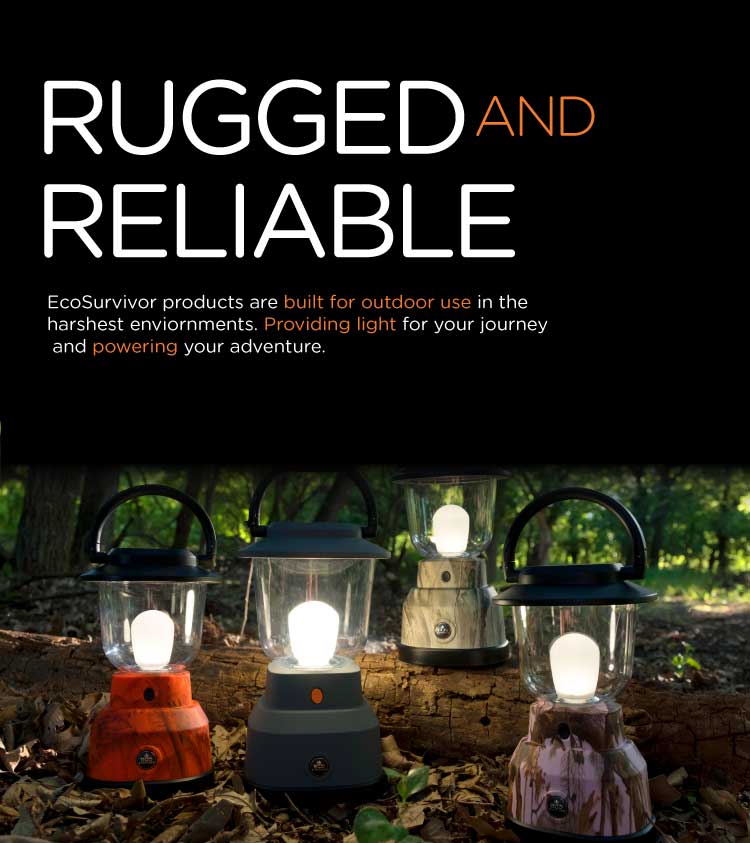 RUGGED AND
RELIABLE
EcoSurvivor products are built for outdoor use in the
harshest enviornments. Providing light for your journey
and powering your adventure.